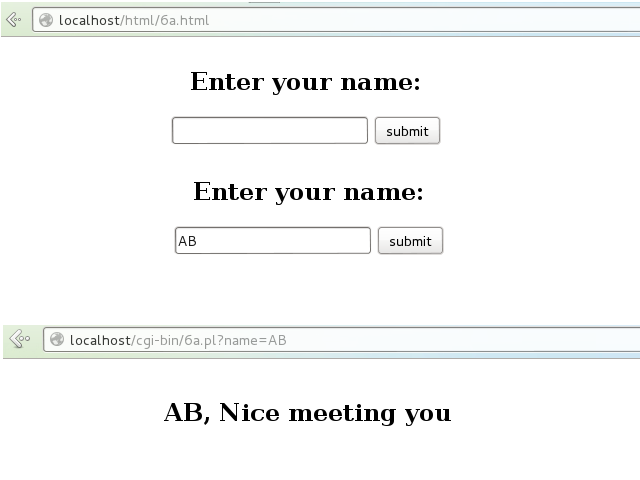 localhost/html/6a.html
Enter your name:
submit
Enter your name:
AB submit
localhost/cgi-bin/6a.pl?name=AB
AB, Nice meeting you